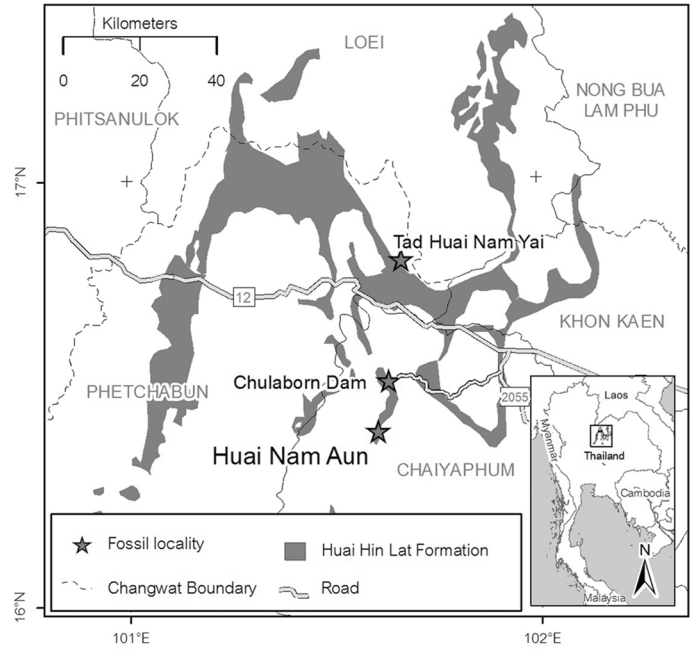 Kilometers
0 20 40
LOEI
NONG BUA
LAM PHU
PHITSANULOK
17°N
Tad Huai Nam Yai
12
KHON KAEN
Chulaborn Dam
PHETCHABUN
2055
Laos
Huai Nam Aun
CHAIYAPHUM
Myanmar
Thailand
Cambodia
Fossil locality
Huai Hin Lat Formation
N
Changwat Boundary
Road
Malaysia
16°N
101°E
102°E